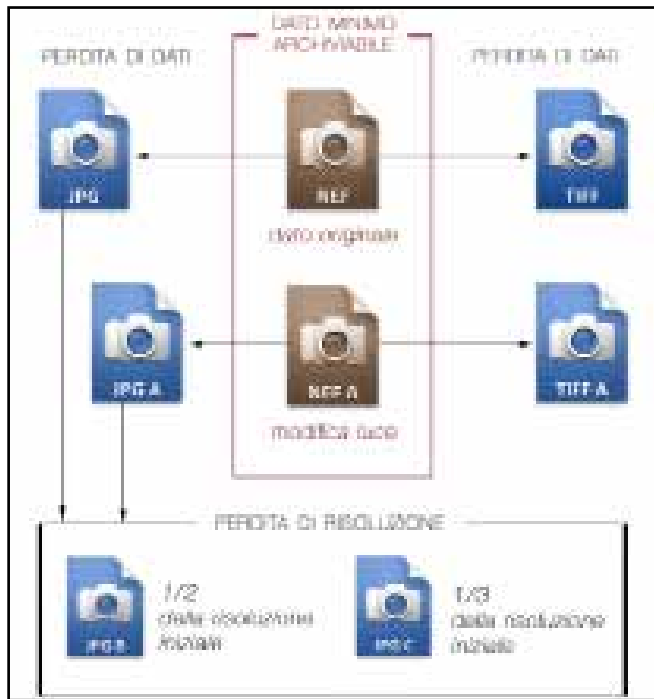 DATO MINIMO
ARCHIVIABILE
PERDITA DI DATI
PERDITA DI DATI
JPG
NEF
TIFF
dato originale
JPG A
NEF A
TIFF A
modifica luce
PERDITA DI RISOLUZIONE
1/2
della risoluzione
iniziale
JPG B
1/3
della risoluzione
iniziale